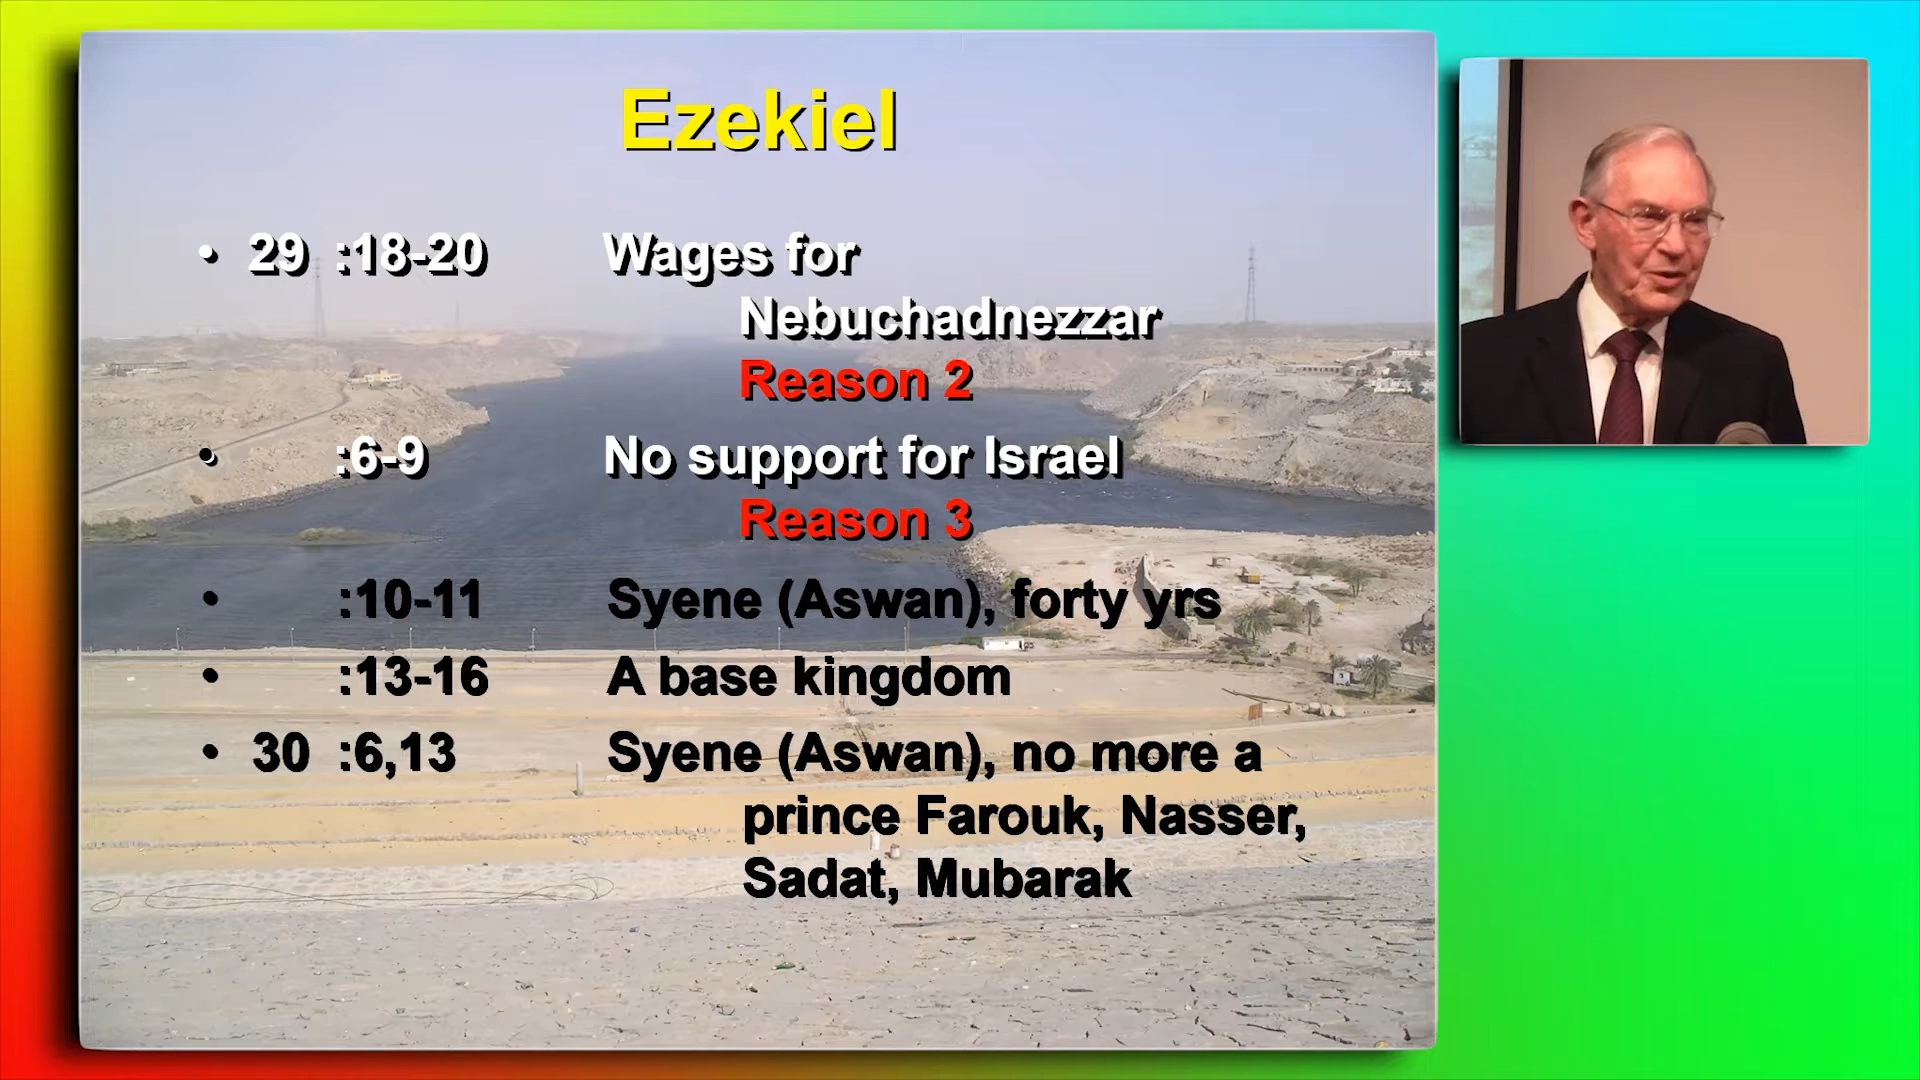 Ezekiel
• 29 :18-20 Wages for
Nebuchadnezzar
Reason 2
• :6-9 No support for Israel
Reason 3
• :10-11 Syene (Aswan), forty yrs
• :13-16 A base kingdom
• 30 :6,13 Syene (Aswan), no more a
prince Farouk, Nasser,
Sadat, Mubarak